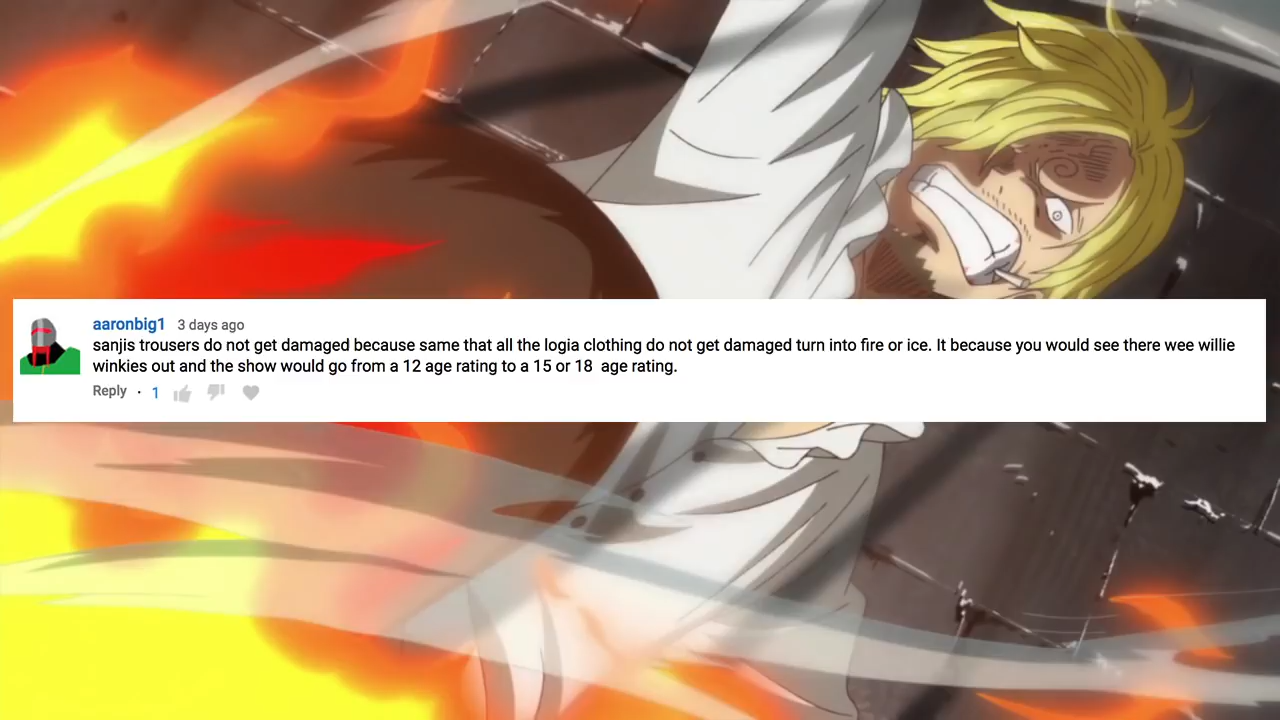 aaronbig1 3 days ago
sanjis trousers do not get damaged because same that all the logia clothing do not get damaged turn into fire or ice. It because you would see there wee willie
winkies out and the show would go from a 12 age rating to a 15 or 18  age rating.
Reply · 1